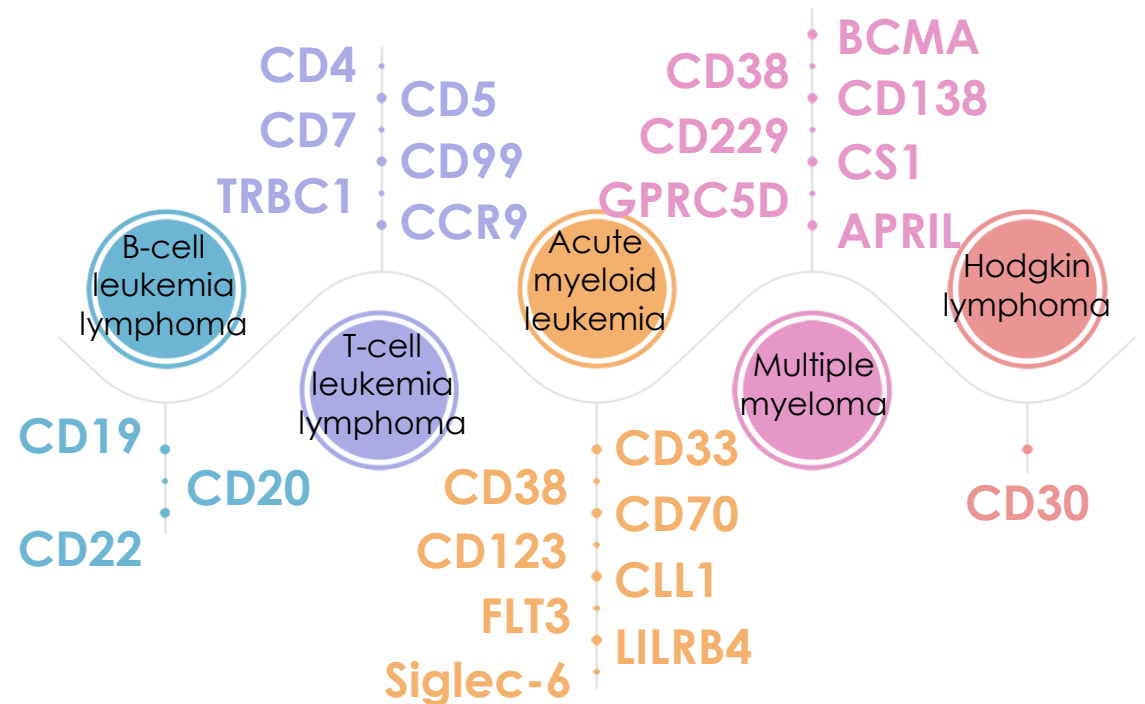 B-cell
leukemia
lymphoma
CD19
CD20
CD22
CD4
CD5
CD7
CD99
TRBC1
CCR9
T-cell
leukemia
lymphoma
Acute
myeloid
leukemia
CD33
CD38
CD70
CD123
CLL1
FLT3
LILRB4
Siglec-6
BCMA
CD38
CD138
CD229
CS1
GPRC5D
APRIL
Multiple
myeloma
Hodgkin
lymphoma
CD30